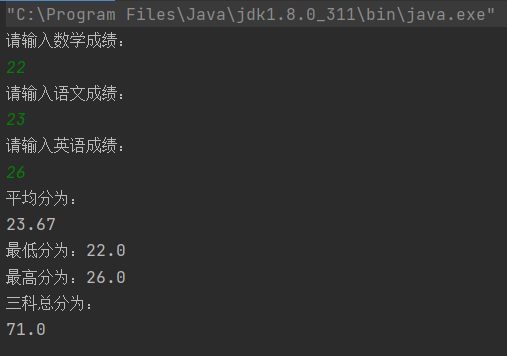 "C:\Program Files\Java\jdk1.8.0_311\bin\java.exe"
请输入数学成绩：
22
请输入语文成绩：
23
请输入英语成绩：
26
平均分为：
23.67
最低分为：22.0
最高分为：26.0
三科总分为：
71.0